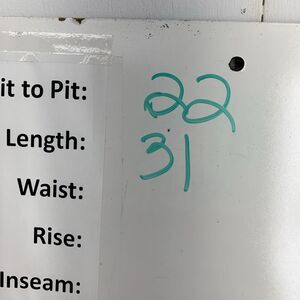 it to Pit: 22
Length: 31
Waist:
Rise:
Inseam: